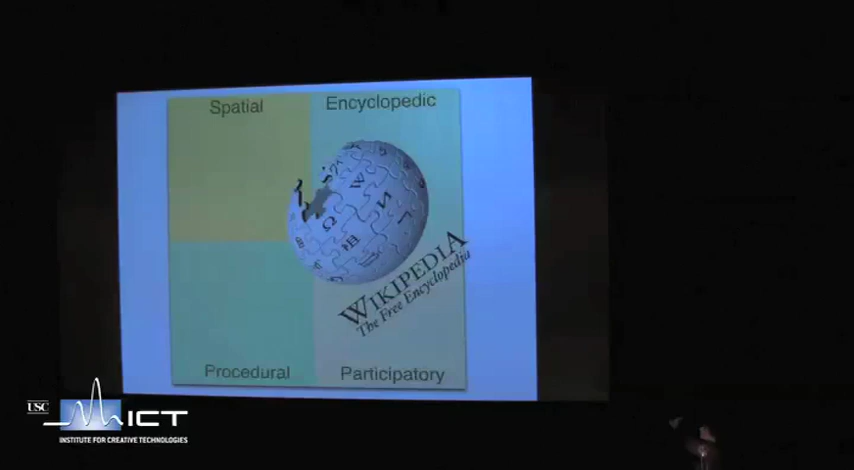 Spatial
Encyclopedic
WIKIPEDIA
The Free Encyclopedia
Procedural
Participatory
USC
ICT
INSTITUTE FOR CREATIVE TECHNOLOGIES